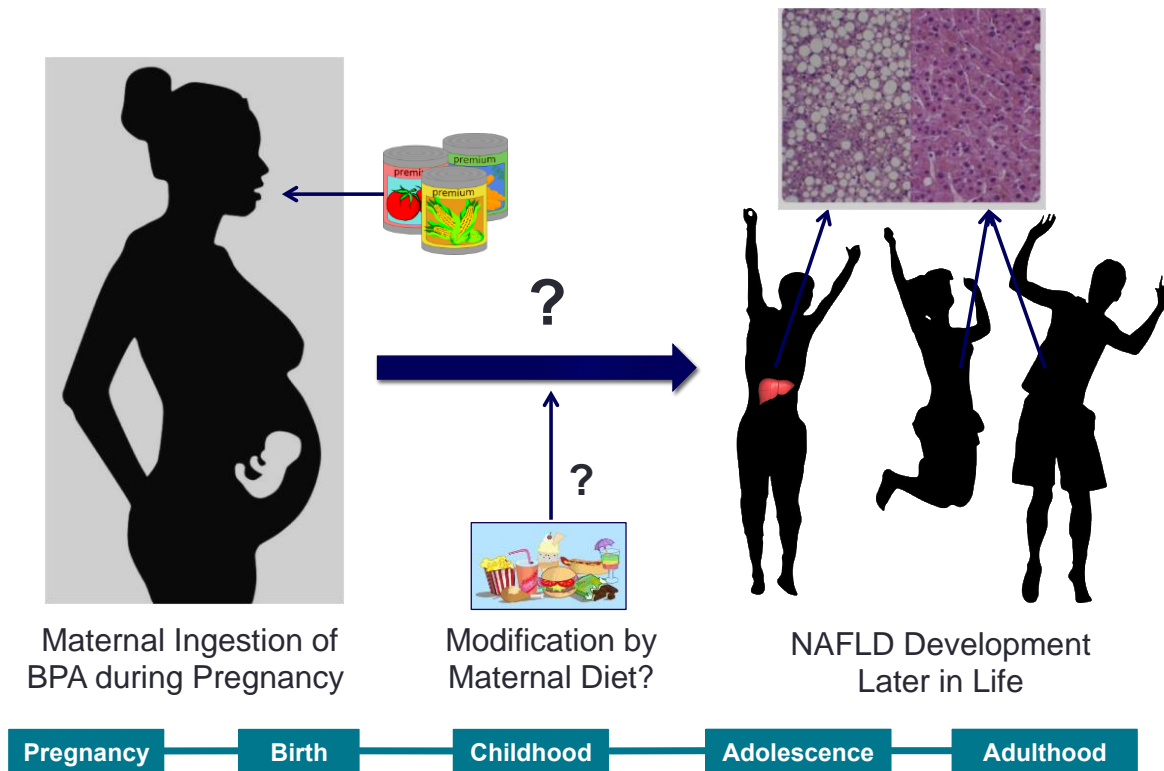 premium
premium
premium
?
?
Maternal Ingestion of
BPA during Pregnancy
Modification by
Maternal Diet?
NAFLD Development
Later in Life
Pregnancy
Birth
Childhood
Adolescence
Adulthood